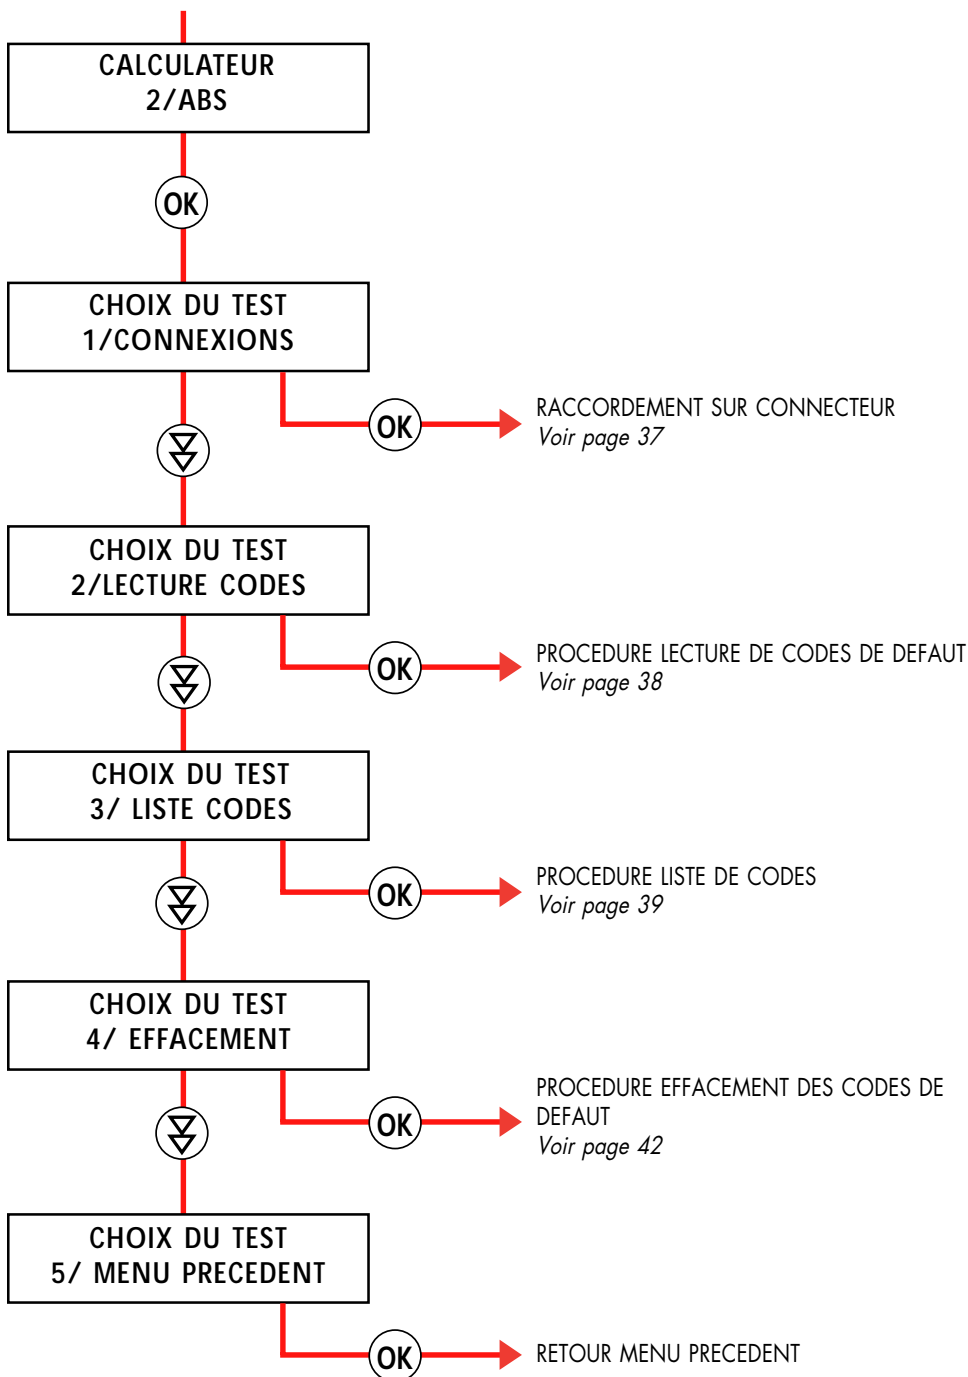 CALCULATEUR
2/ABS
OK
CHOIX DU TEST
1/CONNEXIONS
OK
RACCORDEMENT SUR CONNECTEUR
Voir page 37
CHOIX DU TEST
2/LECTURE CODES
OK
PROCEDURE LECTURE DE CODES DE DEFAUT
Voir page 38
CHOIX DU TEST
3/ LISTE CODES
OK
PROCEDURE LISTE DE CODES
Voir page 39
CHOIX DU TEST
4/ EFFACEMENT
OK
PROCEDURE EFFACEMENT DES CODES DE
DEFAUT
Voir page 42
CHOIX DU TEST
5/ MENU PRECEDENT
OK
RETOUR MENU PRECEDENT